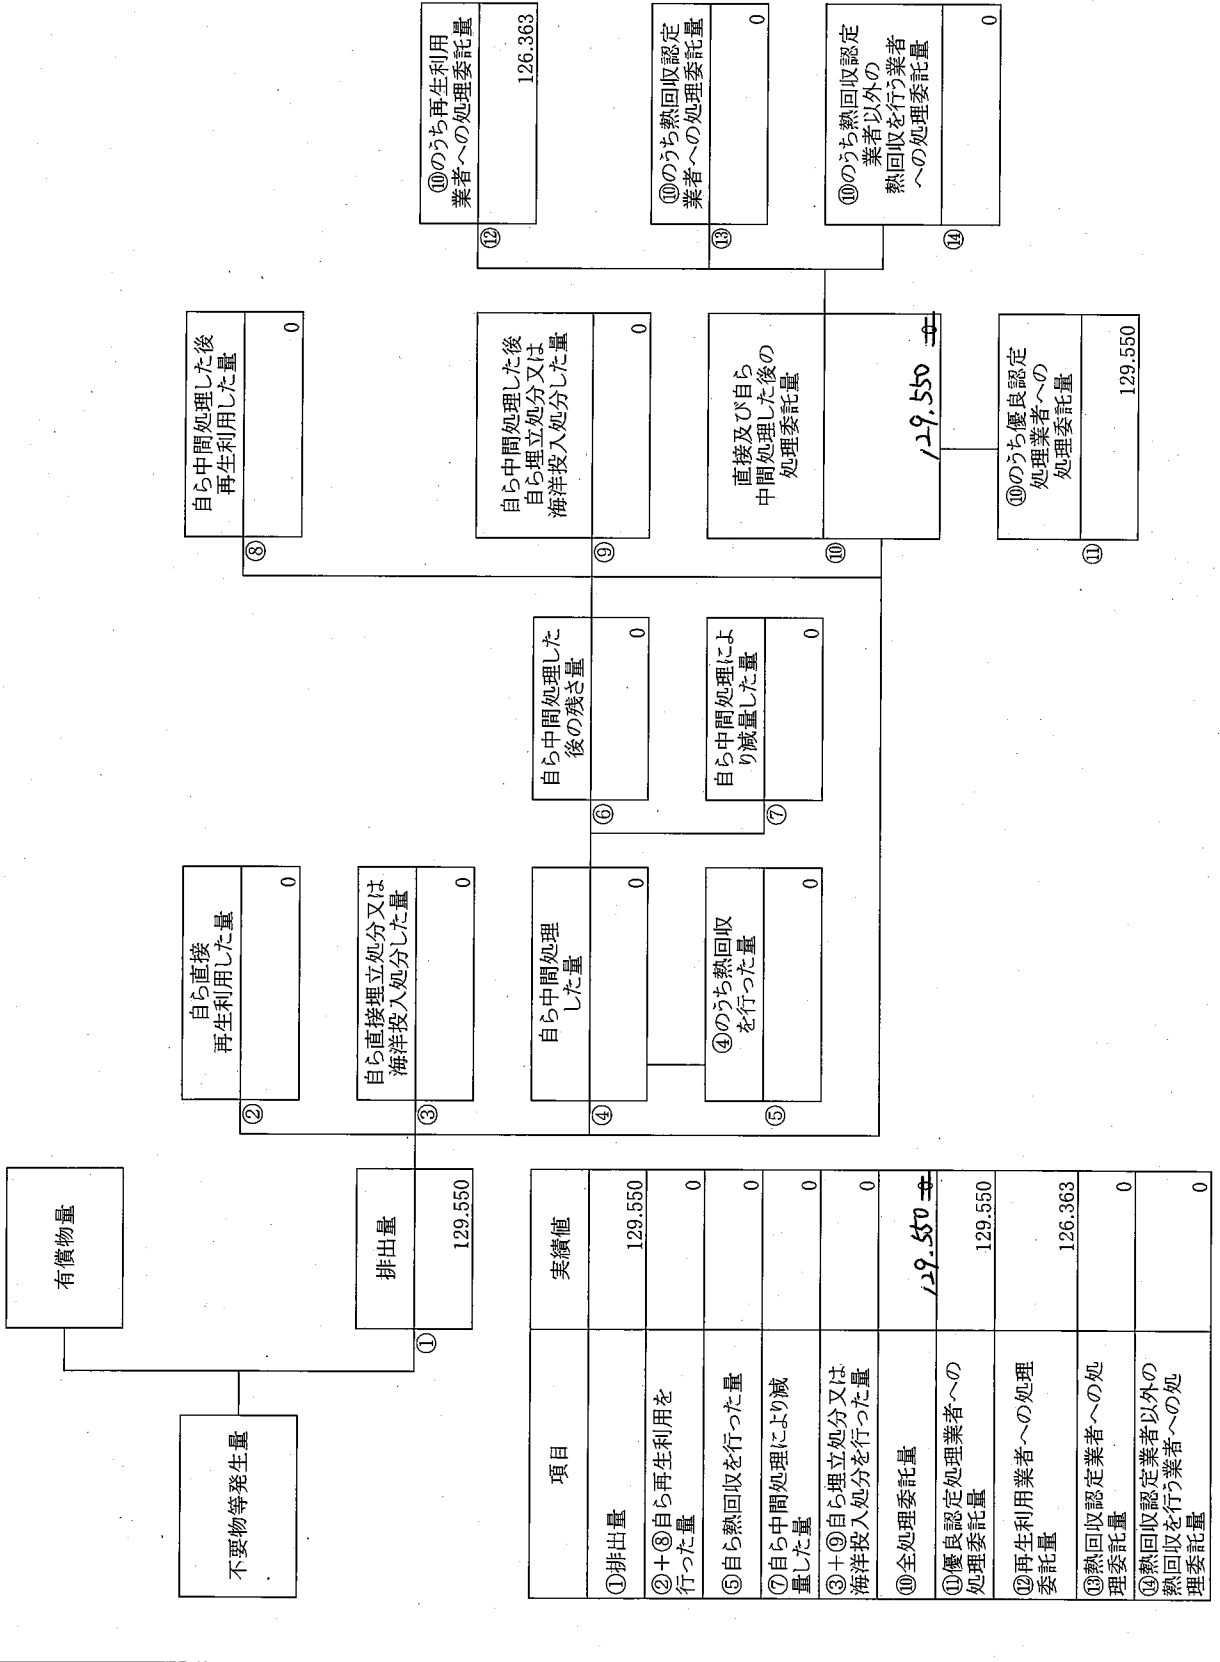 有償物量
不要物等発生量
排出量
①
129.550
自ら直接
再生利用した量
②
0
自ら直接埋立処分又は
海洋投入処分した量
③
0
自ら中間処理
した量
④
0
④のうち熱回収
を行った量
⑤
0
自ら中間処理した
後の残さ量
⑥
0
自ら中間処理によ
り減量した量
⑦
0
自ら中間処理した後
再生利用した量
⑧
0
自ら中間処理した後
自ら埋立処分又は
海洋投入処分した量
⑨
0
直接及び自ら
中間処理した後の
処理委託量
⑩
129.550 0
⑩のうち優良認定
処理業者への
処理委託量
⑪
129.550
⑩のうち再生利用
業者への処理委託量
⑫
126.363
⑩のうち熱回収認定
業者への処理委託量
⑬
0
⑩のうち熱回収認定
業者以外の
熱回収を行う業者
への処理委託量
⑭
0
項目 実績値
①排出量 129.550
②+⑧自ら再生利用を
行った量 0
⑤自ら熱回収を行った量 0
⑦自ら中間処理により減
量した量 0
③+⑨自ら埋立処分又は
海洋投入処分を行った量 0
⑩全処理委託量 129.550 0
⑪優良認定処理業者への
処理委託量 129.550
⑫再生利用業者への処理
委託量 126.363
⑬熱回収認定業者への処
理委託量 0
⑭熱回収認定業者以外の
熱回収を行う業者への処
理委託量 0